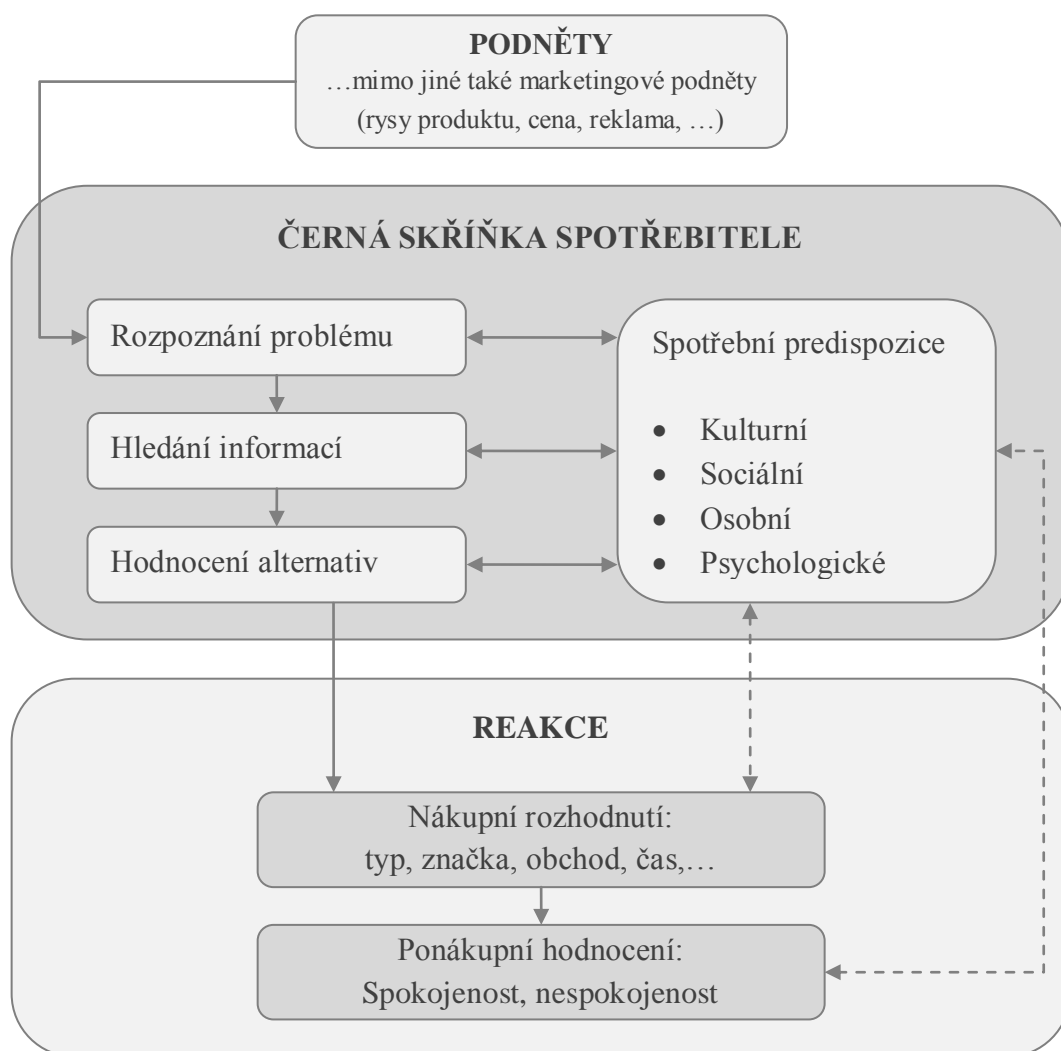 PODNĚTY
…mimo jiné také marketingové podněty
(rysy produktu, cena, reklama, …)
ČERNÁ SKŘÍŇKA SPOTŘEBITELE
Rozpoznání problému
Hledání informací
Hodnocení alternativ
Spotřební predispozice
• Kulturní
• Sociální
• Osobní
• Psychologické
REAKCE
Nákupní rozhodnutí:
typ, značka, obchod, čas,…
Ponákupní hodnocení:
Spokojenost, nespokojenost